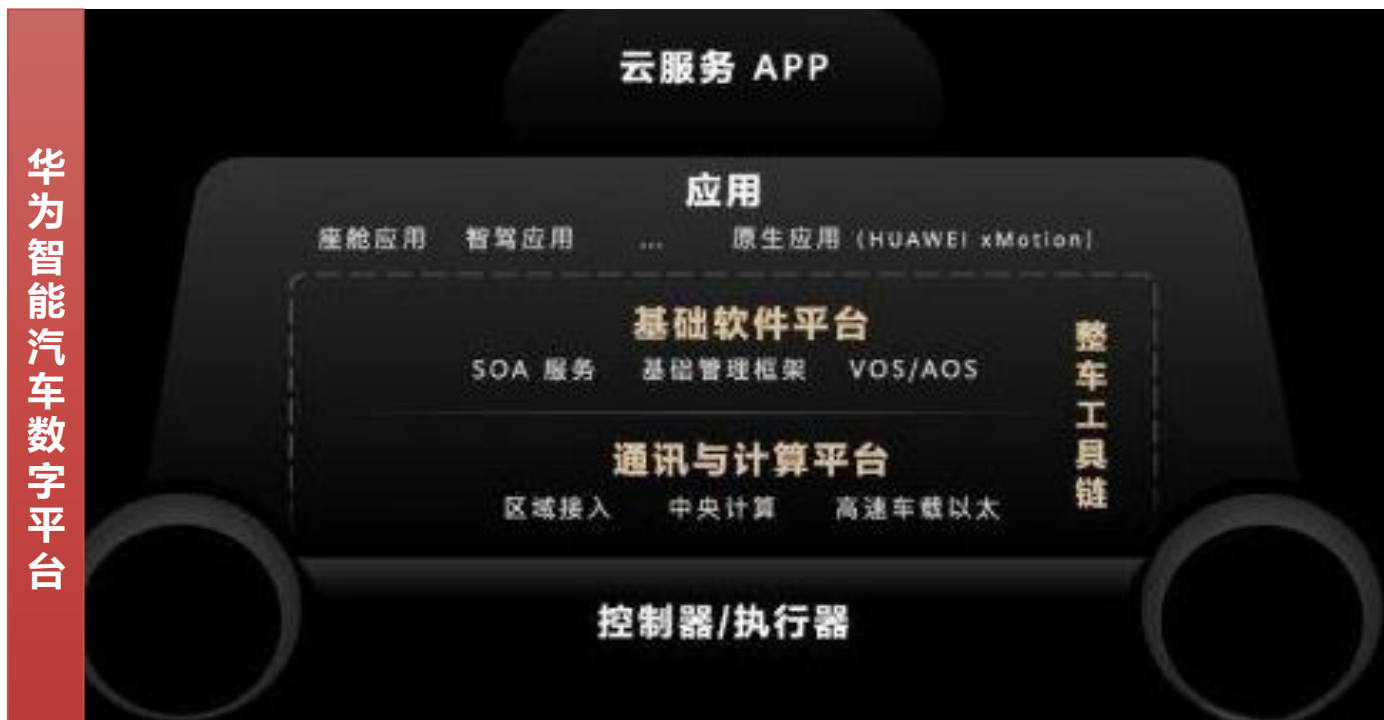 华为智能汽车数字平台
云服务 APP
应用
座舱应用 智驾应用 ... 原生应用 (HUAWEI xMotion)
基础软件平台
SOA 服务 基础管理框架 VOS/AOS
通讯与计算平台
区域接入 中央计算 高速车载以太
整车工具链
控制器/执行器